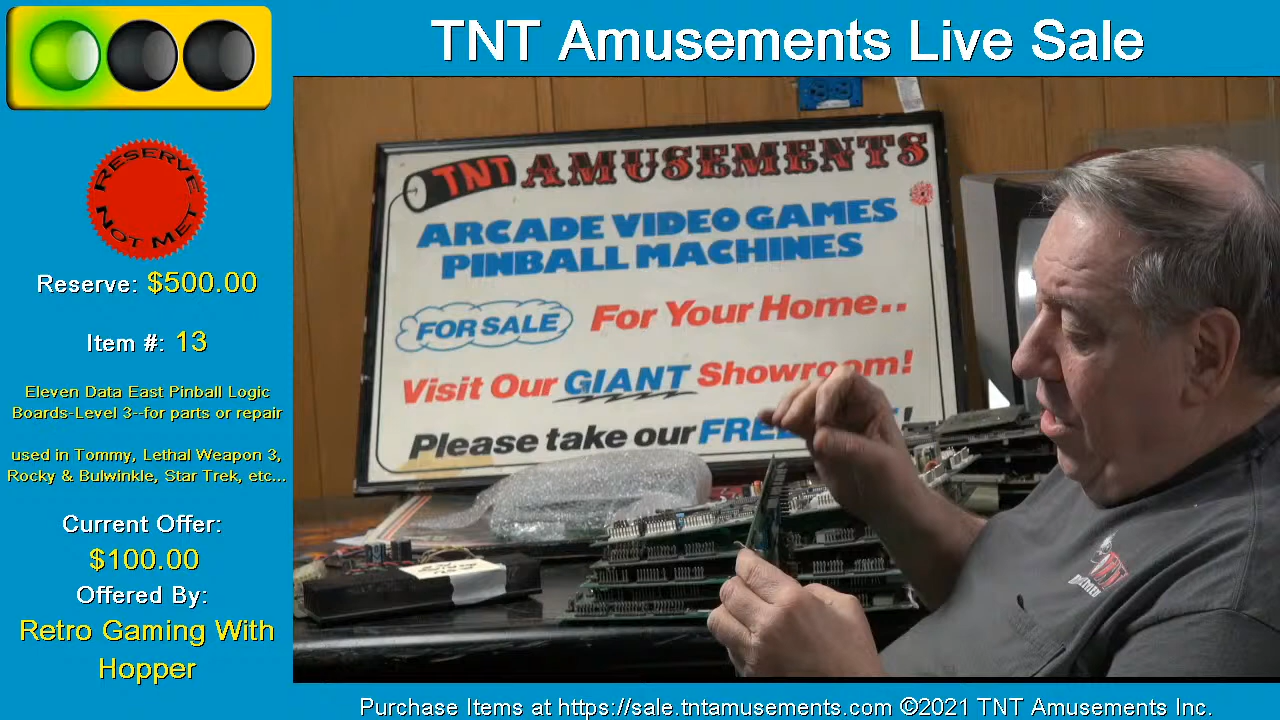 TNT Amusements Live Sale
RESERVE
NOT MET
Reserve: $500.00
Item #: 13
Eleven Data East Pinball Logic
Boards-Level 3--for parts or repair
used in Tommy, Lethal Weapon 3,
Rocky & Bulwinkle, Star Trek, etc...
Current Offer:
$100.00
Offered By:
Retro Gaming With
Hopper
TNT AMUSEMENTS
ARCADE VIDEO GAMES
PINBALL MACHINES
FOR SALE For Your Home..
Visit Our GIANT Showroom!
Please take our FREE
TNT
Purchase Items at https://sale.tntamusements.com ©2021 TNT Amusements Inc.